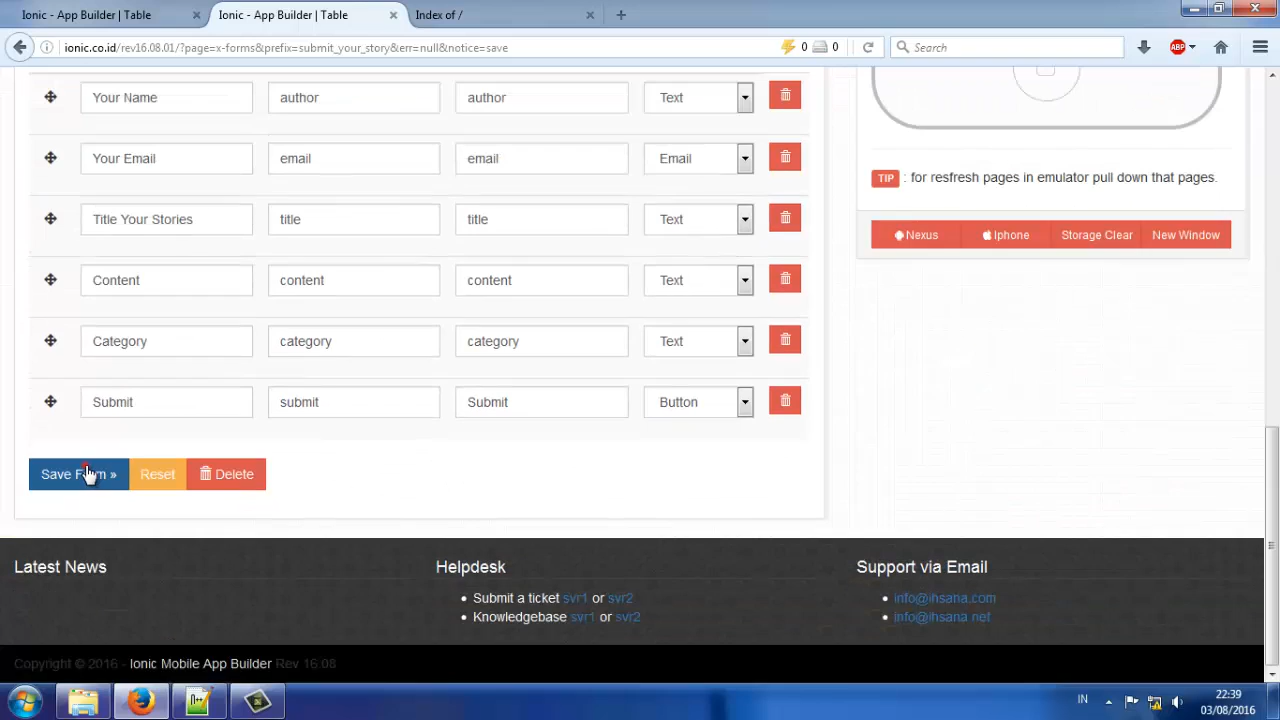 Ionic - App Builder | Table
Ionic - App Builder | Table
Index of /
ionic.co.id/rev16.08.01/?page=x-forms&prefix=submit_your_story&err=null&notice=save
0
0
Search
ABP
Your Name author author Text
Your Email email email Email
Title Your Stories title title Text
Content content content Text
Category category category Text
Submit submit Submit Button
Save Form »
Reset
Delete
TIP : for resfresh pages in emulator pull down that pages.
Nexus
Iphone
Storage Clear
New Window
Latest News
Helpdesk
Submit a ticket svr1 or svr2
Knowledgebase svr1 or svr2
Support via Email
info@ihsana.com
info@ihsana.net
Copyright © 2016 - Ionic Mobile App Builder Rev 16:08
IN
22:39
03/08/2016